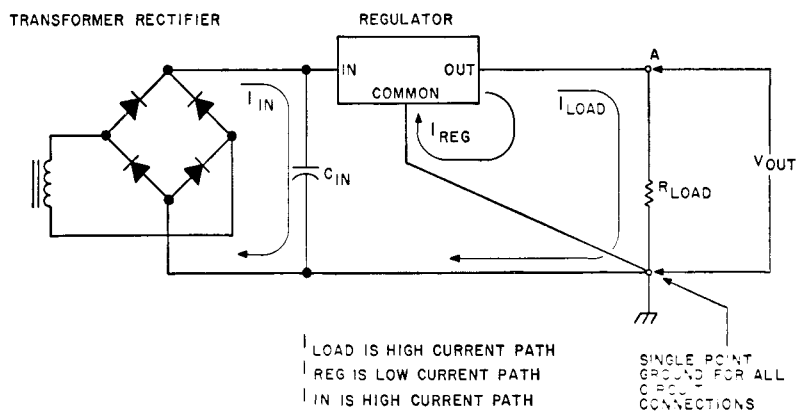 TRANSFORMER RECTIFIER
REGULATOR
IN
OUT
COMMON
A
I IN
I REG
I LOAD
C IN
R LOAD
V OUT
I LOAD IS HIGH CURRENT PATH
I REG IS LOW CURRENT PATH
I IN IS HIGH CURRENT PATH
SINGLE POINT
GROUND FOR ALL
CIRCUIT
CONNECTIONS